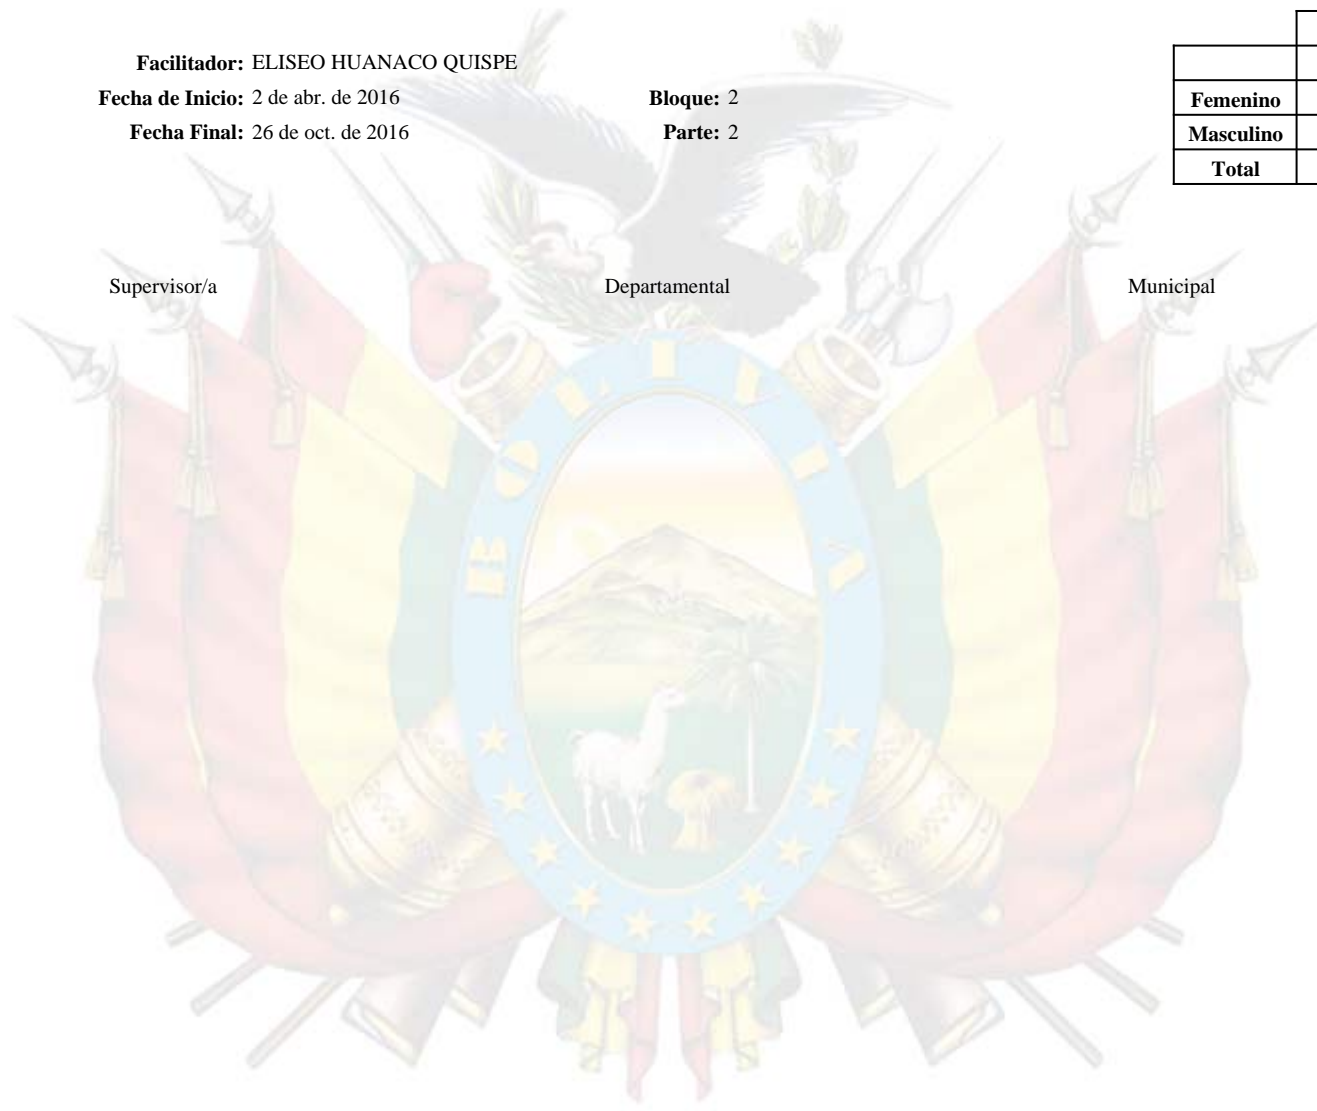 Facilitador: ELISEO HUANACO QUISPE
Fecha de Inicio: 2 de abr. de 2016 Bloque: 2
Fecha Final: 26 de oct. de 2016 Parte: 2
Femenino
Masculino
Total
Supervisor/a Departamental Municipal
BOLIVIA